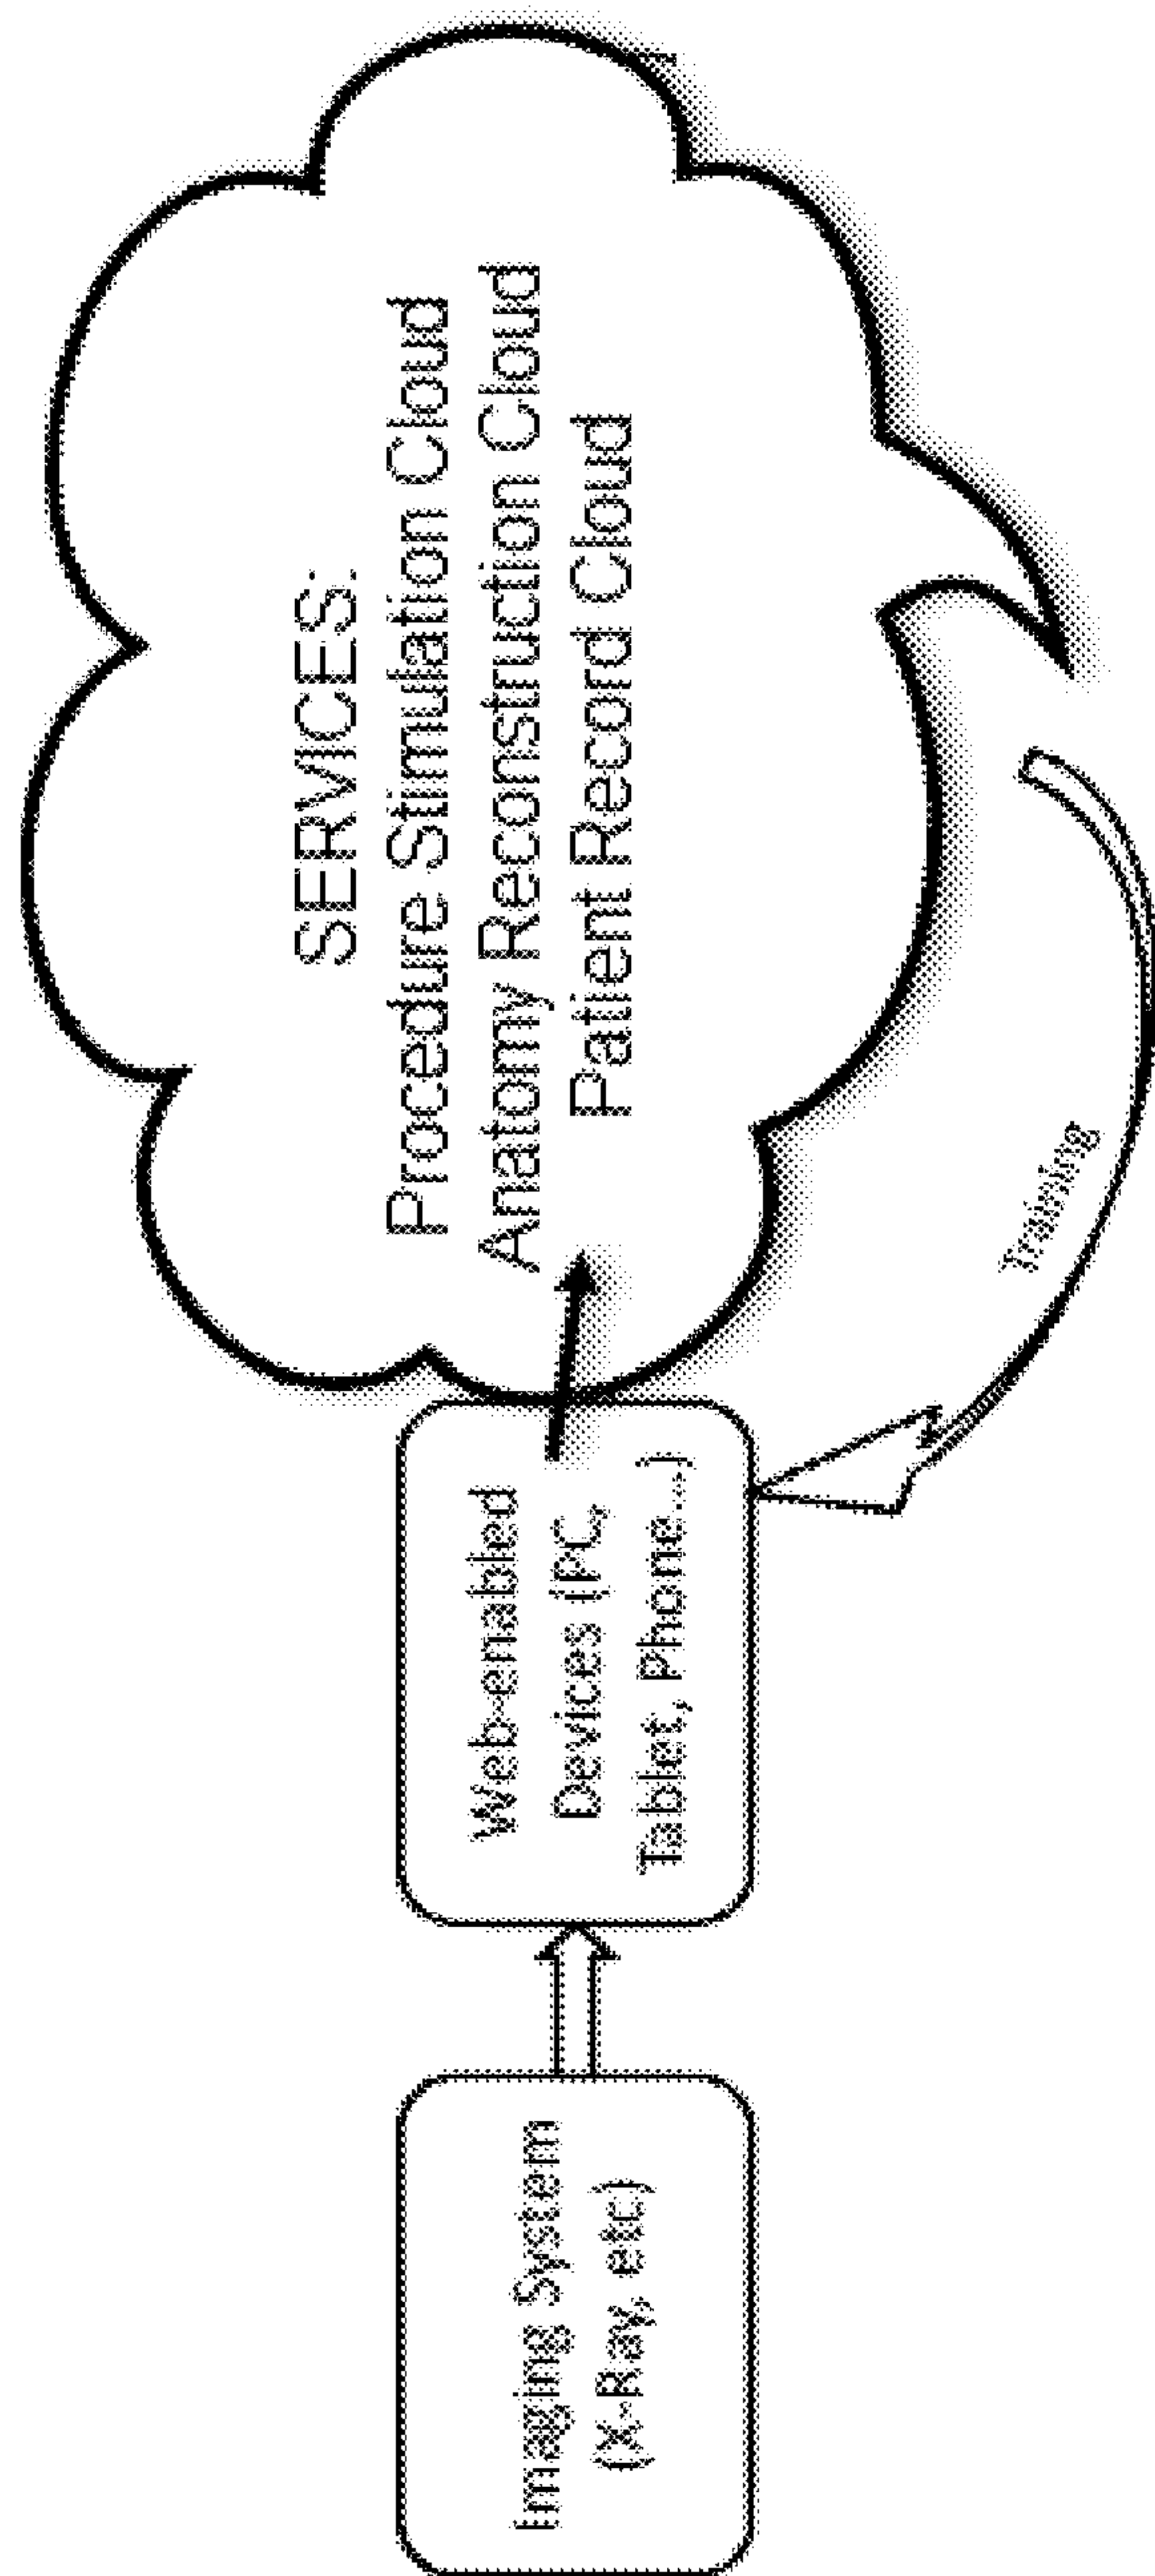 Imaging System
(X-Ray, etc)
Web-enabled
Devices (PC,
Tablet, Phone...)
SERVICES:
Procedure Stimulation Cloud
Anatomy Reconstruction Cloud
Patient Record Cloud
Training